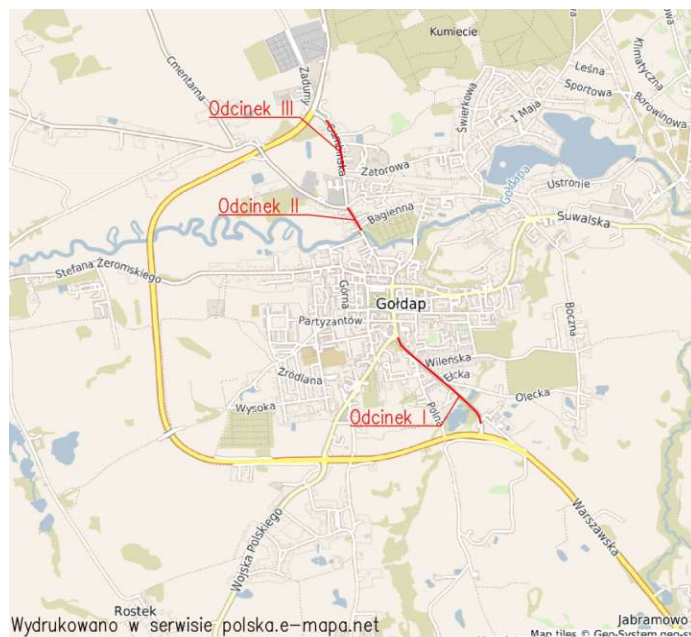 Kumiecie
Leśna
Klimatyczna
Sportowa
Borowinowa
Zaduny
Cmentarna
Odcinek III
Świerkowa
1 Maja
Zatorowa
Ustronie
Gołdapa
Odcinek II
Bagienna
Suwalska
Stefana Żeromskiego
Górna
Gołdap
Boczna
Partyzantów
Wileńska
Ełcka
Źródlana
Olecka
Wysoka
Polna
Odcinek I
Warszawska
Wojska Polskiego
Rostek
Jabramowo
Wydrukowano w serwisie polska.e-mapa.net
Map tiles © Geo-System